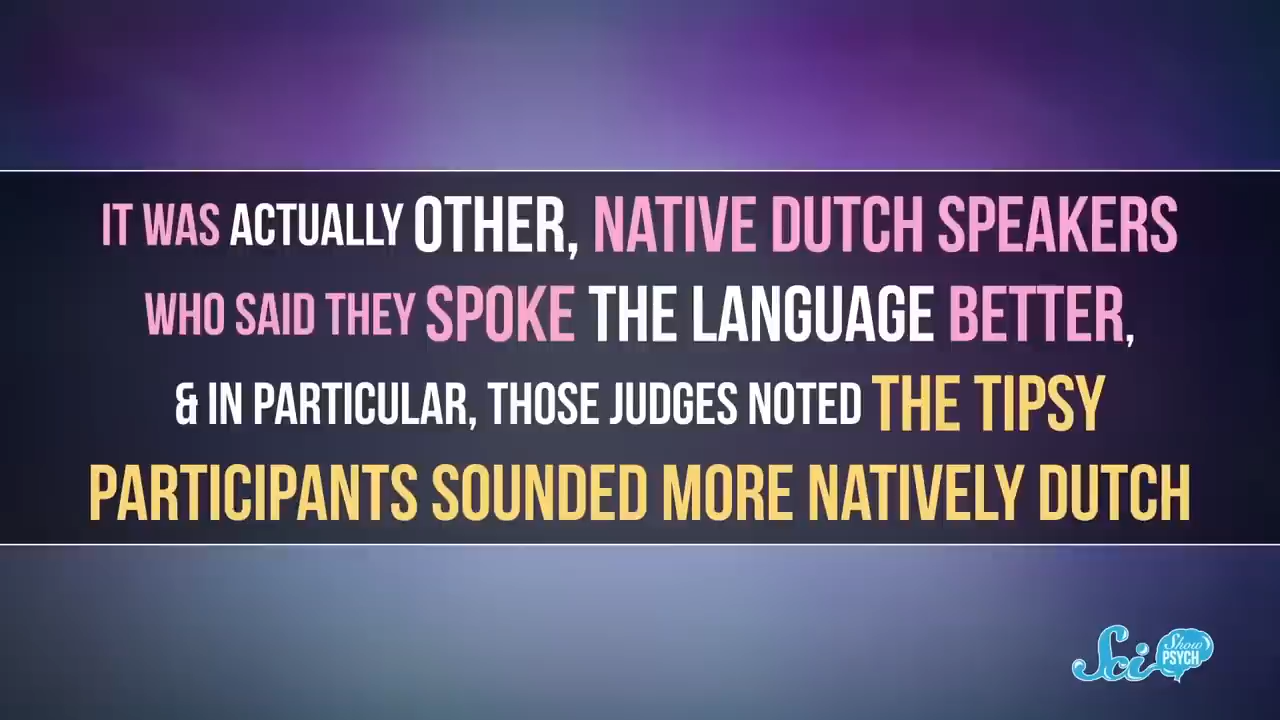 IT WAS ACTUALLY OTHER, NATIVE DUTCH SPEAKERS
WHO SAID THEY SPOKE THE LANGUAGE BETTER,
& IN PARTICULAR, THOSE JUDGES NOTED THE TIPSY
PARTICIPANTS SOUNDED MORE NATIVELY DUTCH
Sci Show
PSYCH